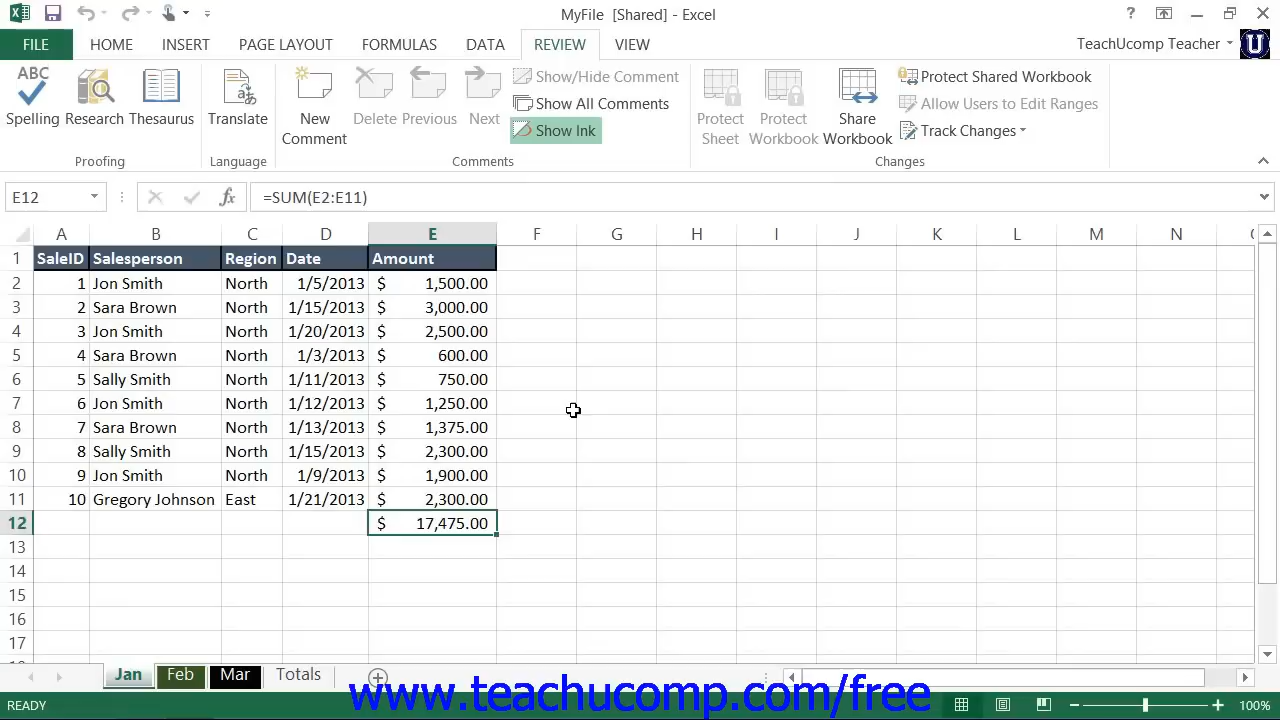 MyFile [Shared] - Excel
?
FILE HOME INSERT PAGE LAYOUT FORMULAS DATA REVIEW VIEW TeachUcomp Teacher
ABC
Spelling Research Thesaurus Translate New Comment Delete Previous Next
Show/Hide Comment
Show All Comments
Show Ink
Protect Sheet Protect Workbook Share Workbook
Protect Shared Workbook
Allow Users to Edit Ranges
Track Changes
Proofing Language Comments Changes
E12 fx =SUM(E2:E11)
A B C D E F G H I J K L M N
1 SaleID Salesperson Region Date Amount
2 1 Jon Smith North 1/5/2013 $ 1,500.00
3 2 Sara Brown North 1/15/2013 $ 3,000.00
4 3 Jon Smith North 1/20/2013 $ 2,500.00
5 4 Sara Brown North 1/3/2013 $ 600.00
6 5 Sally Smith North 1/11/2013 $ 750.00
7 6 Jon Smith North 1/12/2013 $ 1,250.00
8 7 Sara Brown North 1/13/2013 $ 1,375.00
9 8 Sally Smith North 1/15/2013 $ 2,300.00
10 9 Jon Smith North 1/9/2013 $ 1,900.00
11 10 Gregory Johnson East 1/21/2013 $ 2,300.00
12 $ 17,475.00
13
14
15
16
17
Jan Feb Mar Totals
www.teachucomp.com/free
READY 100%